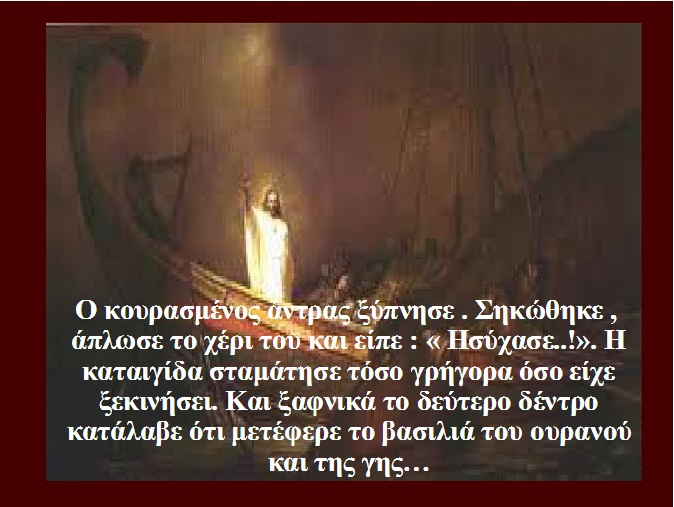 Ο κουρασμένος άντρας ξύπνησε . Σηκώθηκε ,
άπλωσε το χέρι του και είπε : « Ησύχασε..!». Η
καταιγίδα σταμάτησε τόσο γρήγορα όσο είχε
ξεκινήσει. Και ξαφνικά το δεύτερο δέντρο
κατάλαβε ότι μετέφερε το βασιλιά του ουρανού
και της γης…